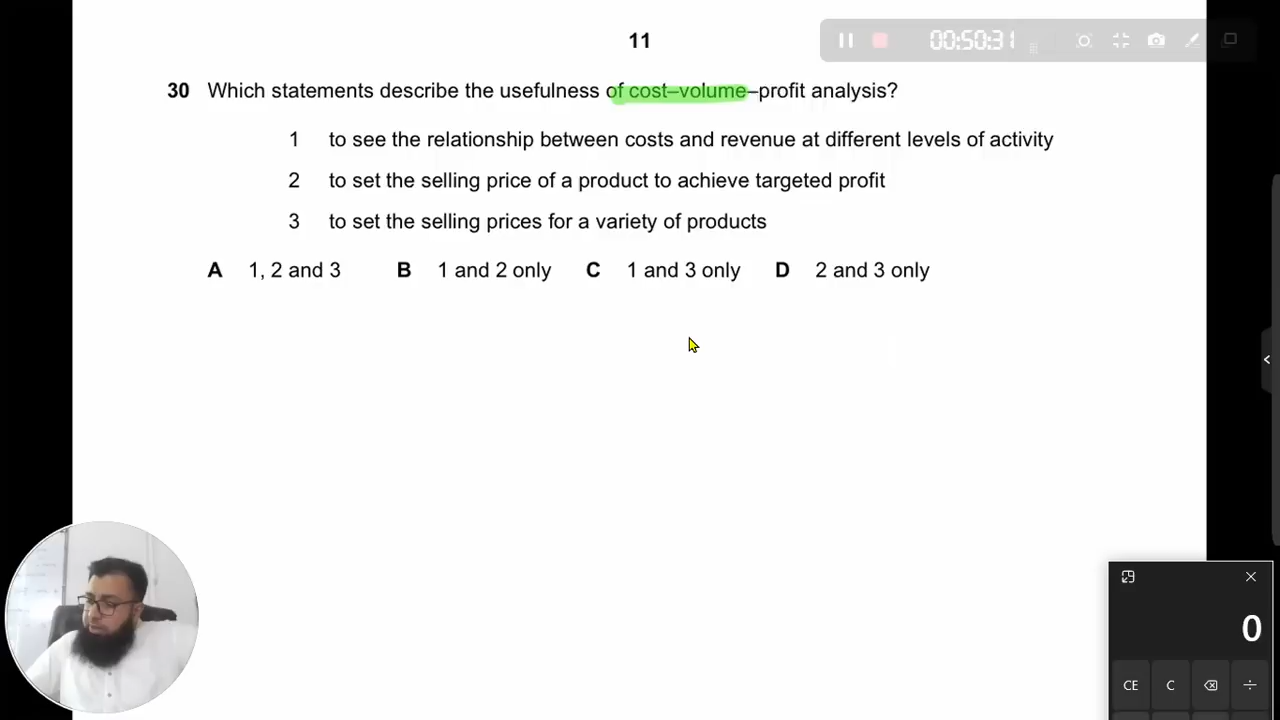 11
00:50:31
30 Which statements describe the usefulness of cost–volume–profit analysis?
1 to see the relationship between costs and revenue at different levels of activity
2 to set the selling price of a product to achieve targeted profit
3 to set the selling prices for a variety of products
A 1, 2 and 3 B 1 and 2 only C 1 and 3 only D 2 and 3 only
0
CE C ÷